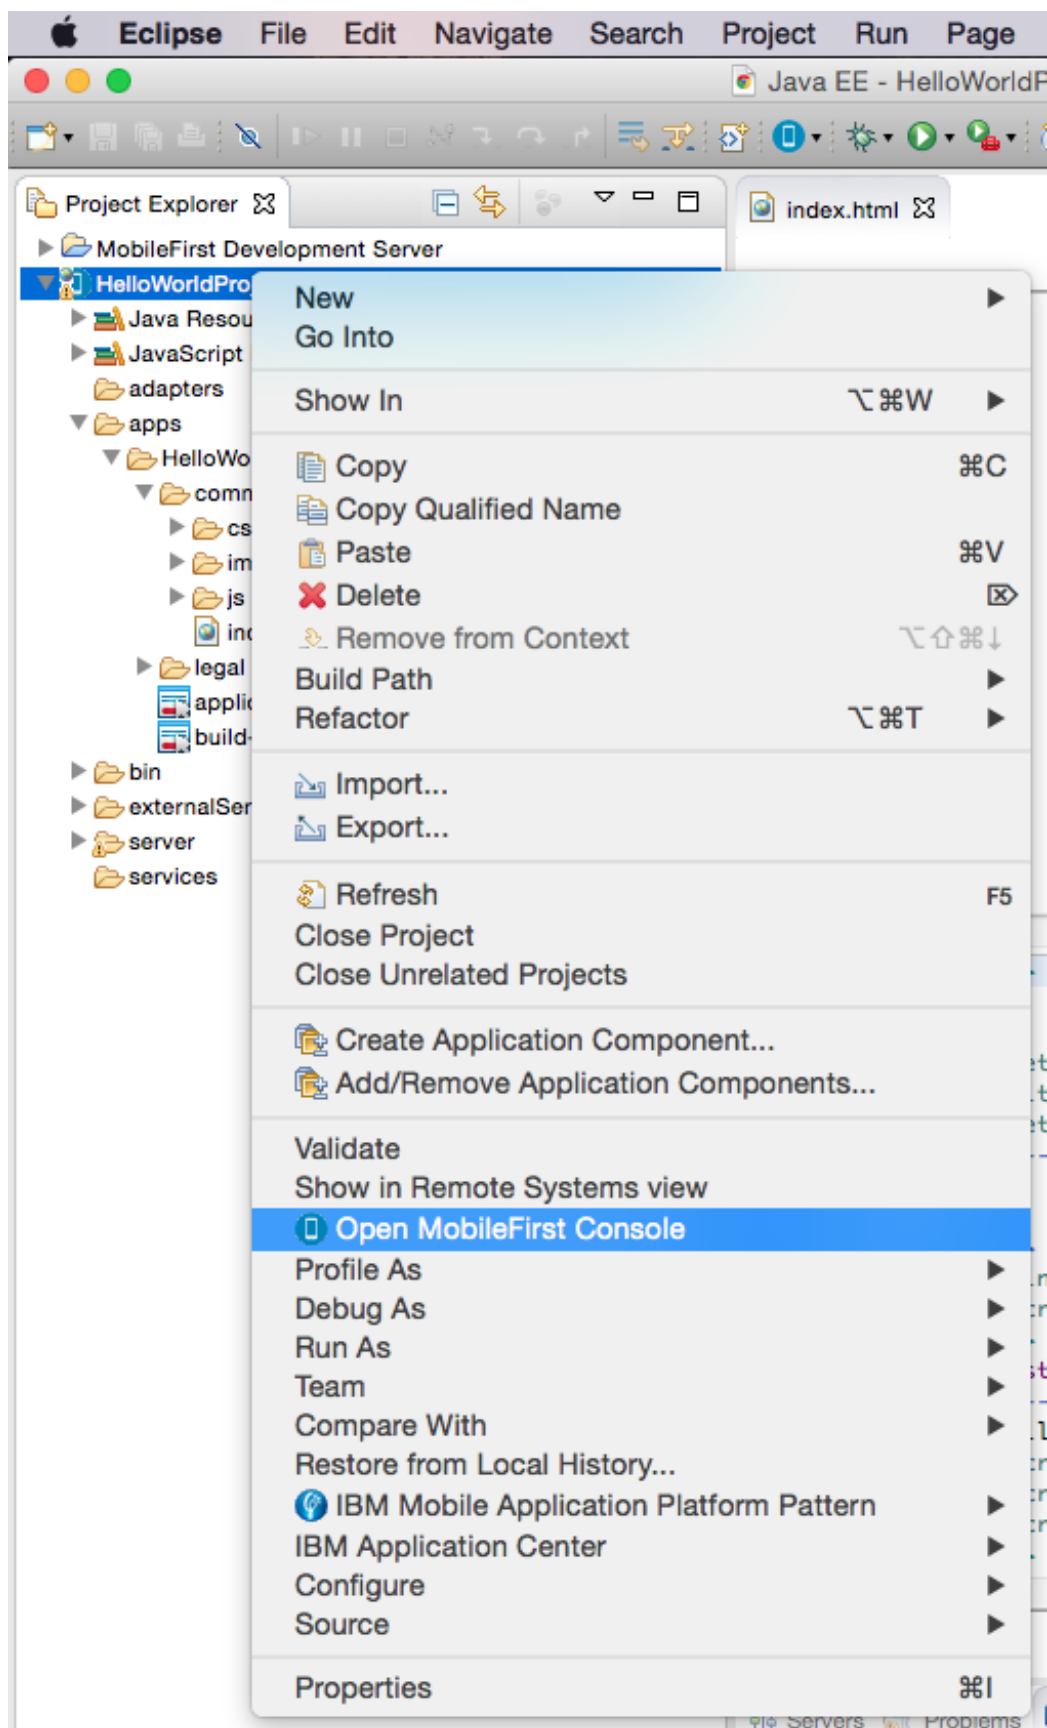 Eclipse File Edit Navigate Search Project Run Page
Java EE - HelloWorldP
Project Explorer
index.html
MobileFirst Development Server
HelloWorldPro
Java Resou
JavaScript
adapters
apps
HelloWo
comm
cs
im
js
inc
legal
applic
build-
bin
externalSer
server
services
New
Go Into
Show In ⌥⌘W
Copy ⌘C
Copy Qualified Name
Paste ⌘V
Delete ⌦
Remove from Context ⌥⇧⌘↓
Build Path
Refactor ⌥⌘T
Import...
Export...
Refresh F5
Close Project
Close Unrelated Projects
Create Application Component...
Add/Remove Application Components...
Validate
Show in Remote Systems view
Open MobileFirst Console
Profile As
Debug As
Run As
Team
Compare With
Restore from Local History...
IBM Mobile Application Platform Pattern
IBM Application Center
Configure
Source
Properties ⌘I
Servers Problems